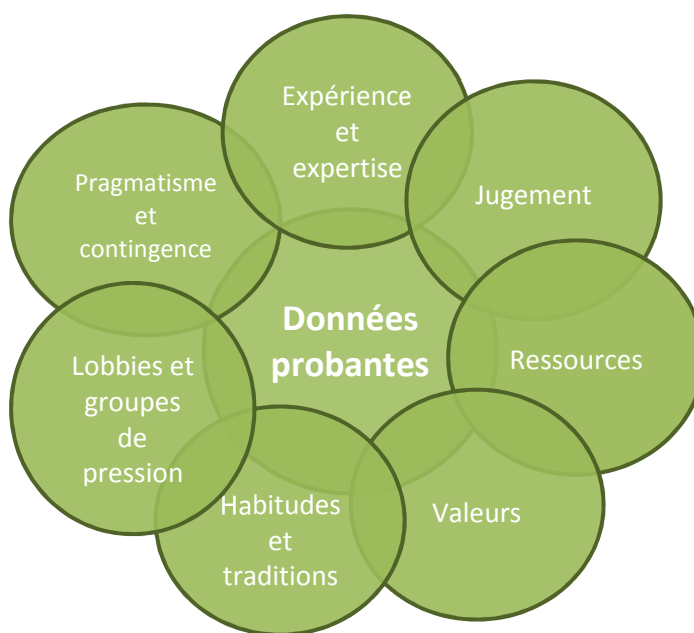 Expérience
et
expertise
Jugement
Ressources
Valeurs
Habitudes
et
traditions
Lobbies et
groupes
de
pression
Pragmatisme
et
contingence
Données
probantes